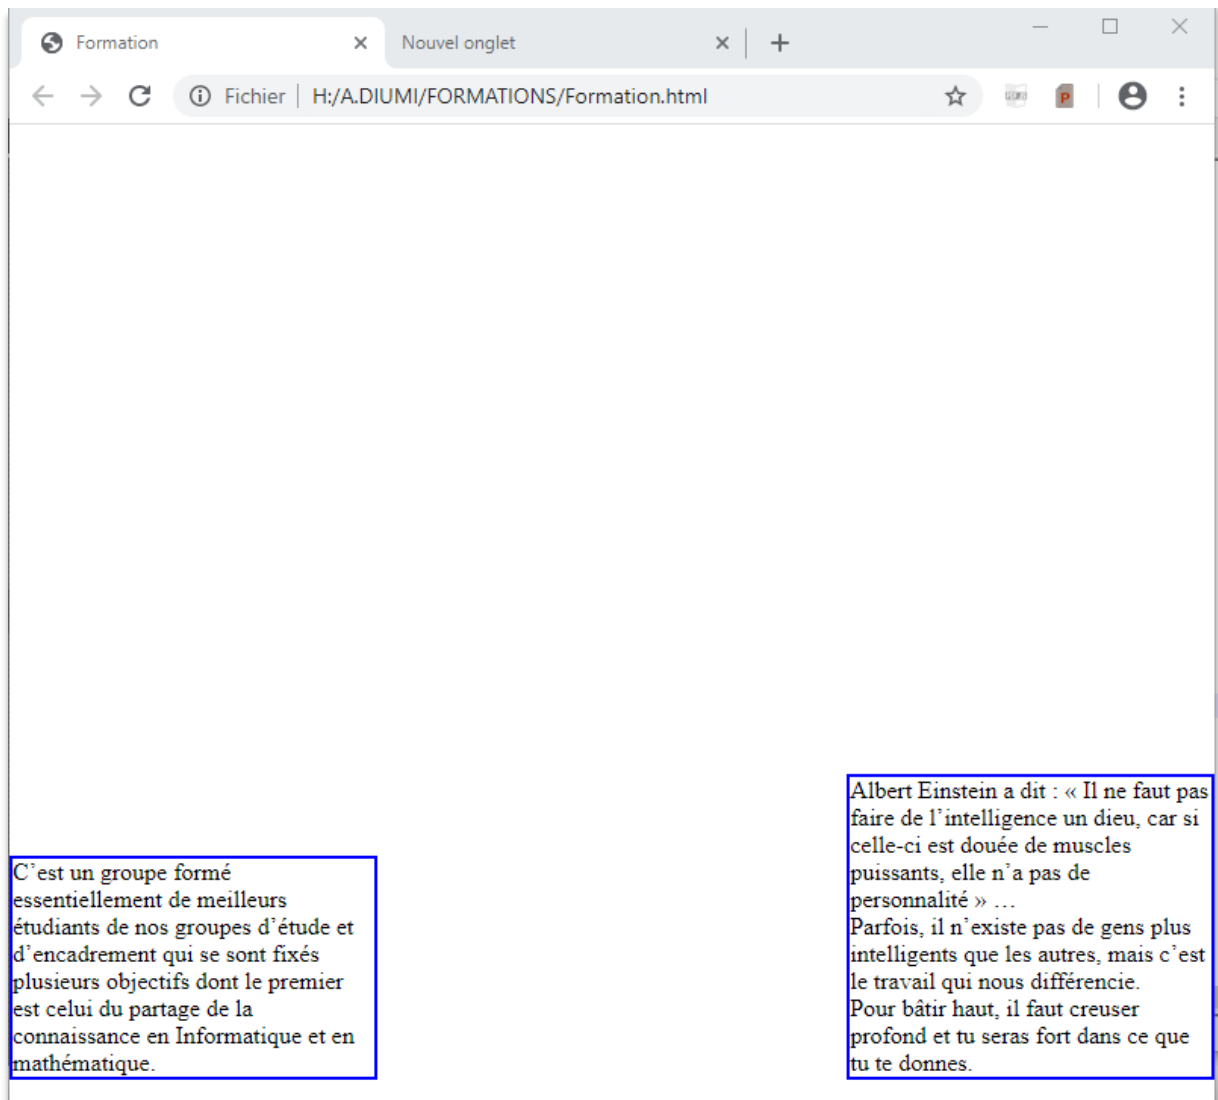 Formation
Nouvel onglet
Fichier
H:/A.DIUMI/FORMATIONS/Formation.html
C’est un groupe formé
essentiellement de meilleurs
étudiants de nos groupes d’étude et
d’encadrement qui se sont fixés
plusieurs objectifs dont le premier
est celui du partage de la
connaissance en Informatique et en
mathématique.
Albert Einstein a dit : « Il ne faut pas
faire de l’intelligence un dieu, car si
celle-ci est douée de muscles
puissants, elle n’a pas de
personnalité » …
Parfois, il n’existe pas de gens plus
intelligents que les autres, mais c’est
le travail qui nous différencie.
Pour bâtir haut, il faut creuser
profond et tu seras fort dans ce que
tu te donnes.